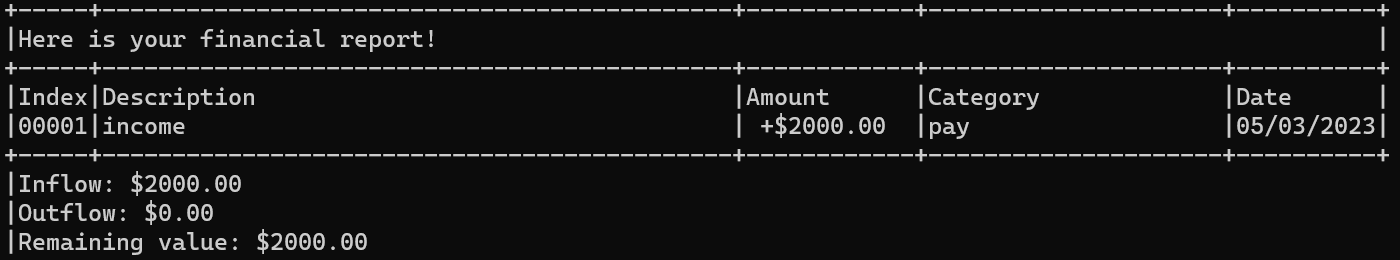 +-----+---------------------------------------------+------------+---------------------+----------+
|Here is your financial report!                                                                   |
+-----+---------------------------------------------+------------+---------------------+----------+
|Index|Description                                  |Amount      |Category             |Date      |
|00001|income                                       | +$2000.00  |pay                  |05/03/2023|
+-----+---------------------------------------------+------------+---------------------+----------+
|Inflow: $2000.00
|Outflow: $0.00
|Remaining value: $2000.00